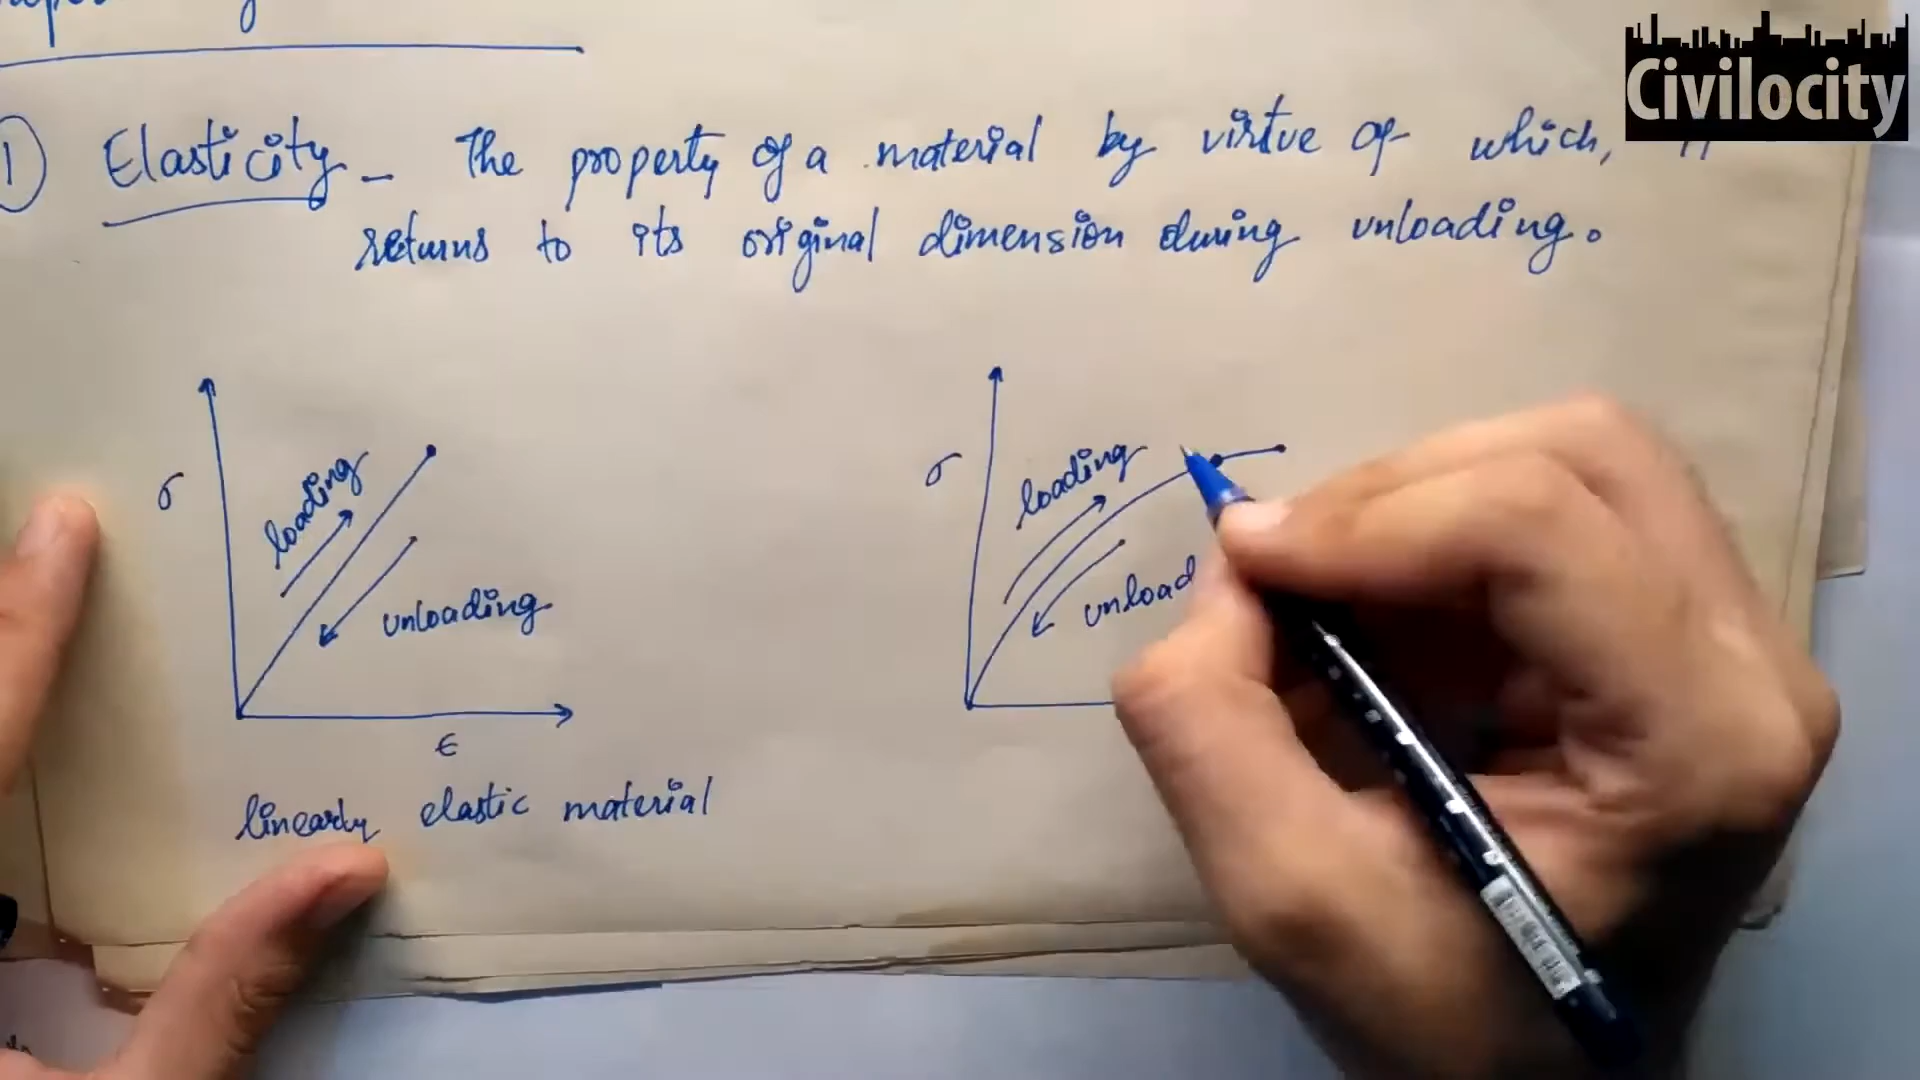 Civilocity
1 Elasticity - The property of a material by virtue of which,
returns to its original dimension during unloading.
σ
loading
unloading
ϵ
linearly elastic material
σ
loading
unload